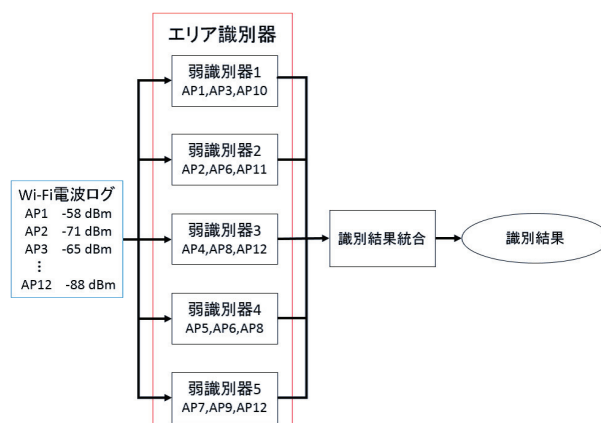 エリア識別器
弱識別器1
AP1,AP3,AP10
弱識別器2
AP2,AP6,AP11
Wi-Fi電波ログ
AP1 -58 dBm
AP2 -71 dBm
AP3 -65 dBm
⋮
AP12 -88 dBm
弱識別器3
AP4,AP8,AP12
弱識別器4
AP5,AP6,AP8
弱識別器5
AP7,AP9,AP12
識別結果統合
識別結果